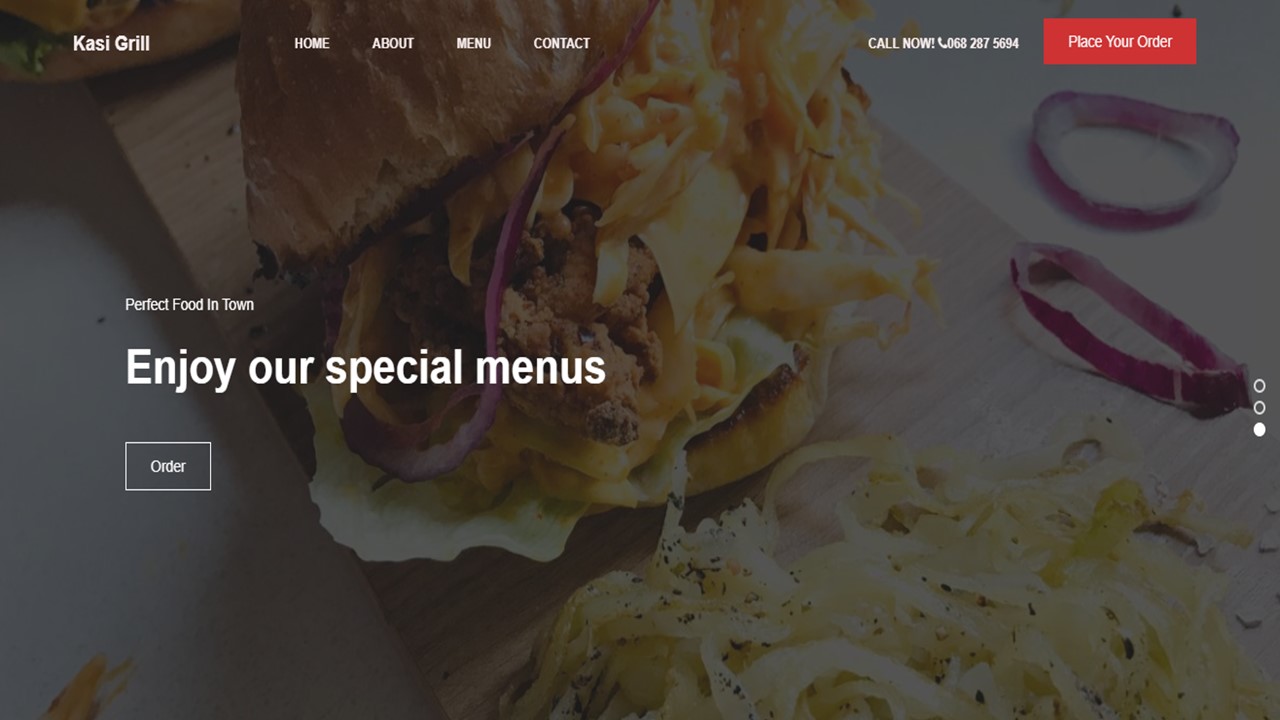 Kasi Grill
HOME ABOUT MENU CONTACT
CALL NOW! 068 287 5694
Place Your Order
Perfect Food In Town
Enjoy our special menus
Order